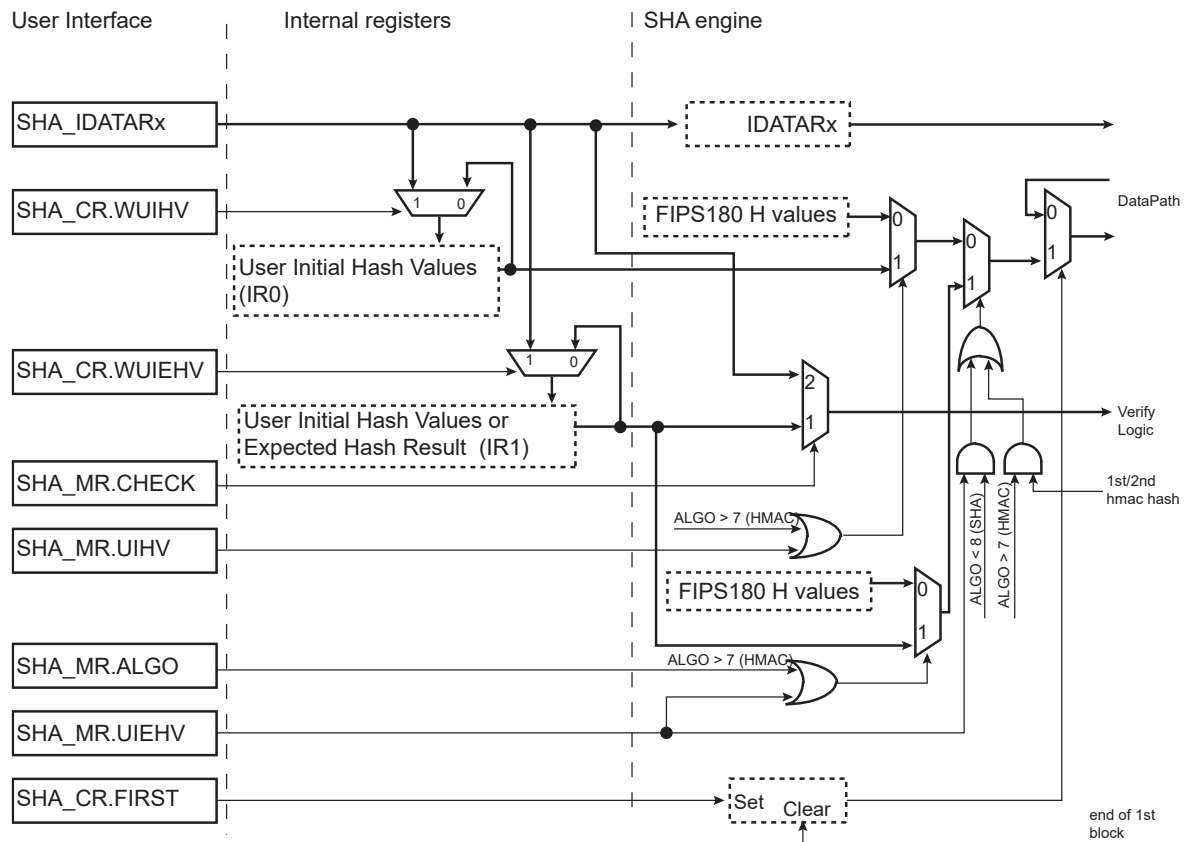 User Interface
Internal registers
SHA engine
SHA_IDATARx
IDATARx
SHA_CR.WUIHV
1
0
FIPS180 H values
0
1
0
1
0
1
DataPath
User Initial Hash Values
(IR0)
SHA_CR.WUIEHV
1
0
2
1
User Initial Hash Values or
Expected Hash Result (IR1)
Verify
Logic
SHA_MR.CHECK
1st/2nd
hmac hash
ALGO < 8 (SHA)
ALGO > 7 (HMAC)
ALGO > 7 (HMAC)
SHA_MR.UIHV
FIPS180 H values
0
1
SHA_MR.ALGO
ALGO > 7 (HMAC)
SHA_MR.UIEHV
SHA_CR.FIRST
Set
Clear
end of 1st
block